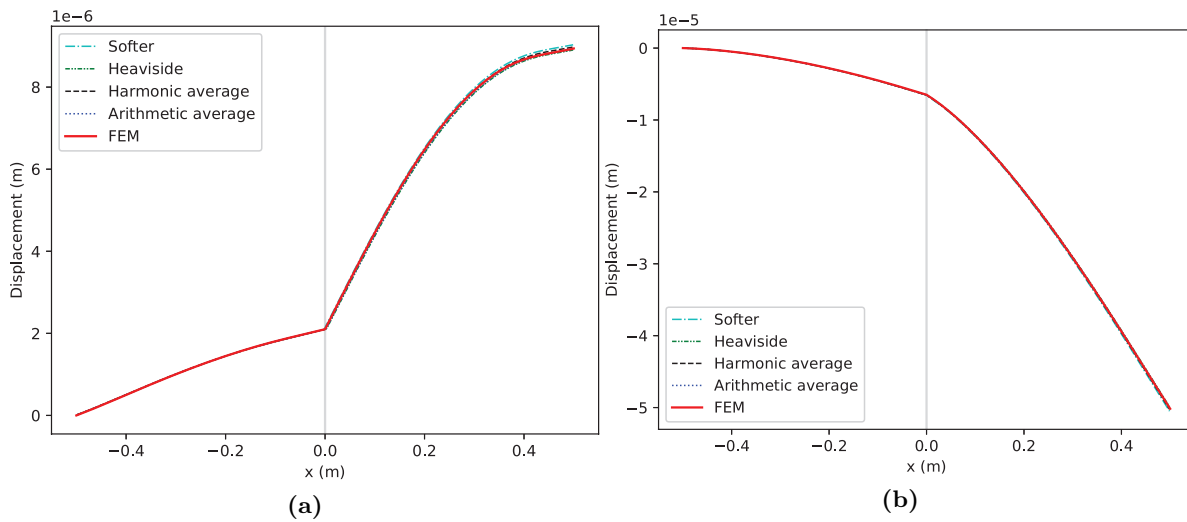 1e−6
Softer
Heaviside
Harmonic average
Arithmetic average
FEM
8
6
4
2
0
Displacement (m)
−0.4
−0.2
0.0
0.2
0.4
x (m)
(a)
1e−5
0
−1
−2
−3
−4
−5
Displacement (m)
Softer
Heaviside
Harmonic average
Arithmetic average
FEM
−0.4
−0.2
0.0
0.2
0.4
x (m)
(b)